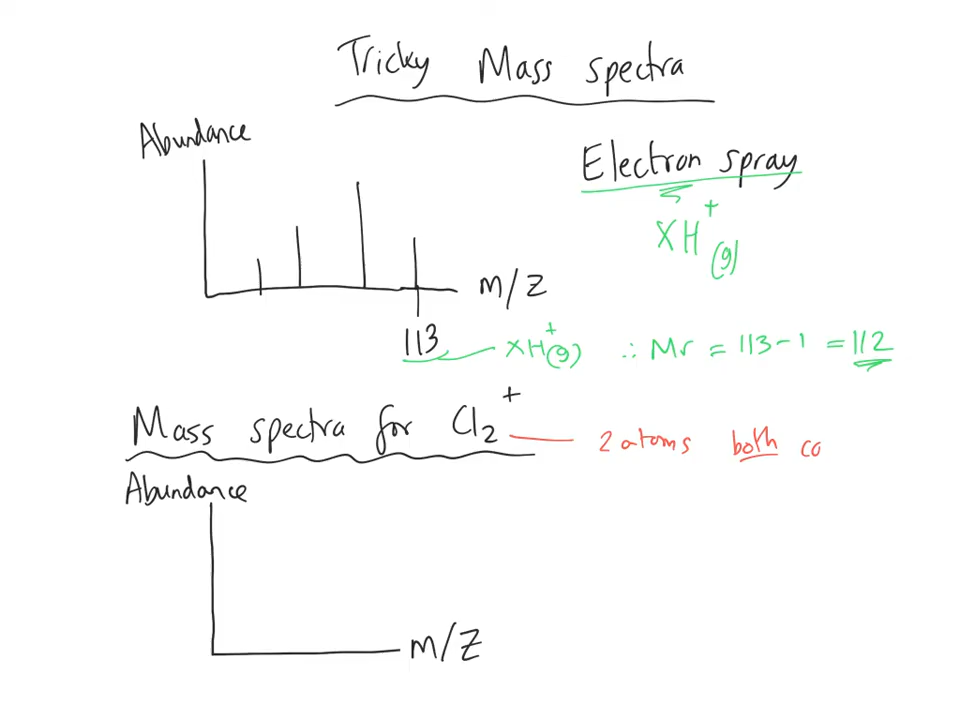 Tricky Mass spectra
Abundance
Electron spray
XH⁺(g)
M/Z
113
XH⁺(g) ∴ Mr = 113-1 = 112
Mass spectra for Cl₂⁺
2 atoms both co
Abundance
M/Z